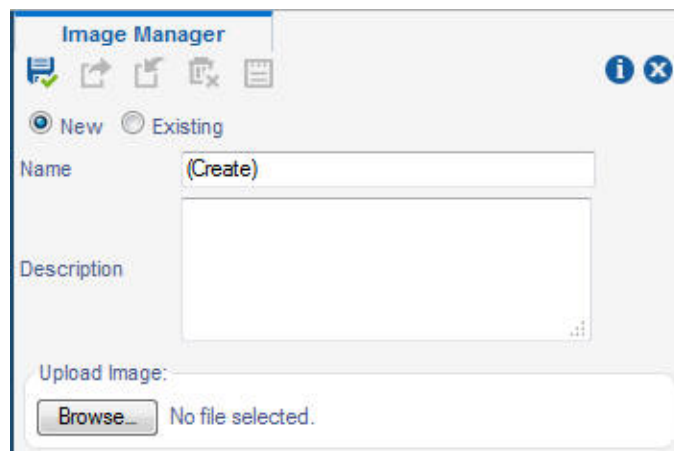 Image Manager
New Existing
Name (Create)
Description
Upload Image:
Browse... No file selected.